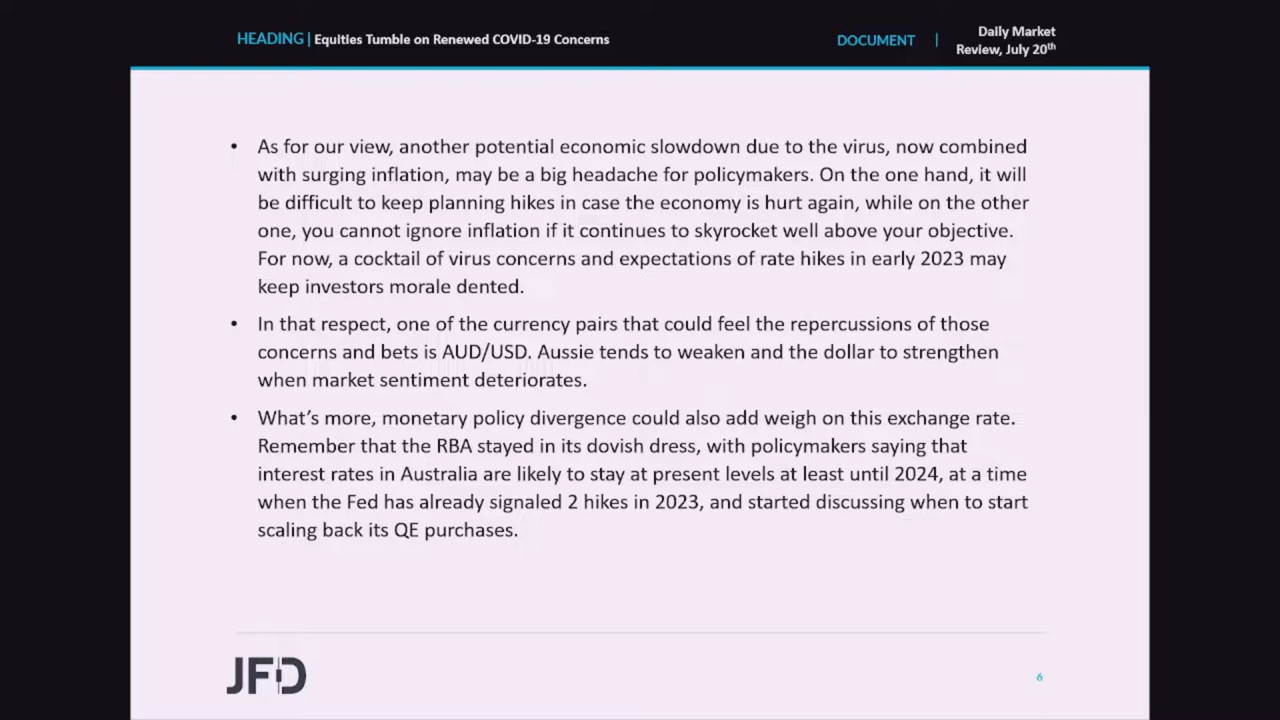 HEADING | Equities Tumble on Renewed COVID-19 Concerns
DOCUMENT | Daily Market
Review, July 20th
• As for our view, another potential economic slowdown due to the virus, now combined
with surging inflation, may be a big headache for policymakers. On the one hand, it will
be difficult to keep planning hikes in case the economy is hurt again, while on the other
one, you cannot ignore inflation if it continues to skyrocket well above your objective.
For now, a cocktail of virus concerns and expectations of rate hikes in early 2023 may
keep investors morale dented.
• In that respect, one of the currency pairs that could feel the repercussions of those
concerns and bets is AUD/USD. Aussie tends to weaken and the dollar to strengthen
when market sentiment deteriorates.
• What’s more, monetary policy divergence could also add weigh on this exchange rate.
Remember that the RBA stayed in its dovish dress, with policymakers saying that
interest rates in Australia are likely to stay at present levels at least until 2024, at a time
when the Fed has already signaled 2 hikes in 2023, and started discussing when to start
scaling back its QE purchases.
JFD
6